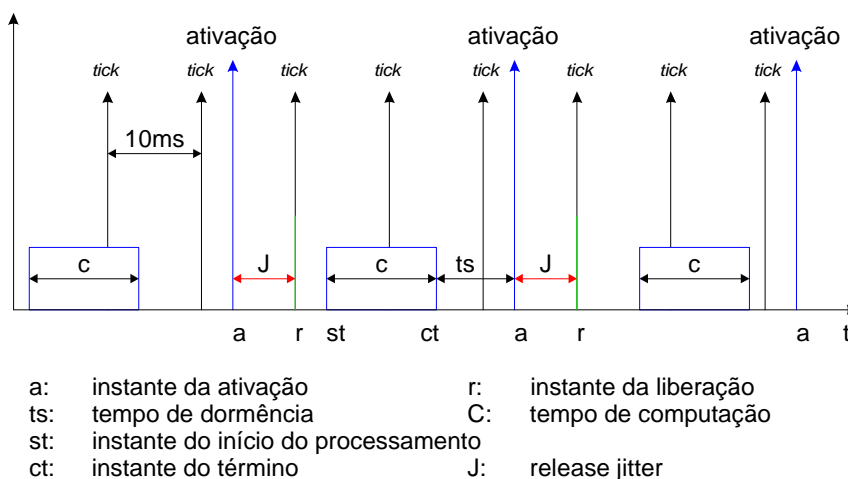 ativação ativação ativação
tick tick tick tick tick tick tick tick
10ms
c J c ts J c
a r st ct a r a t
a: instante da ativação r: instante da liberação
ts: tempo de dormência C: tempo de computação
st: instante do início do processamento
ct: instante do término J: release jitter